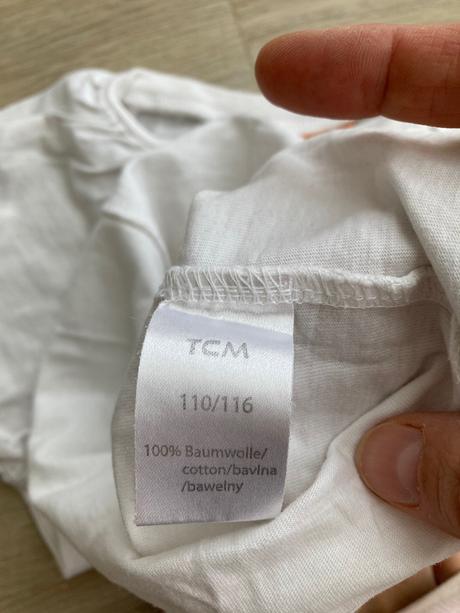 TCM
110/116
100% Baumwolle/
cotton/bavlna
/bawelny